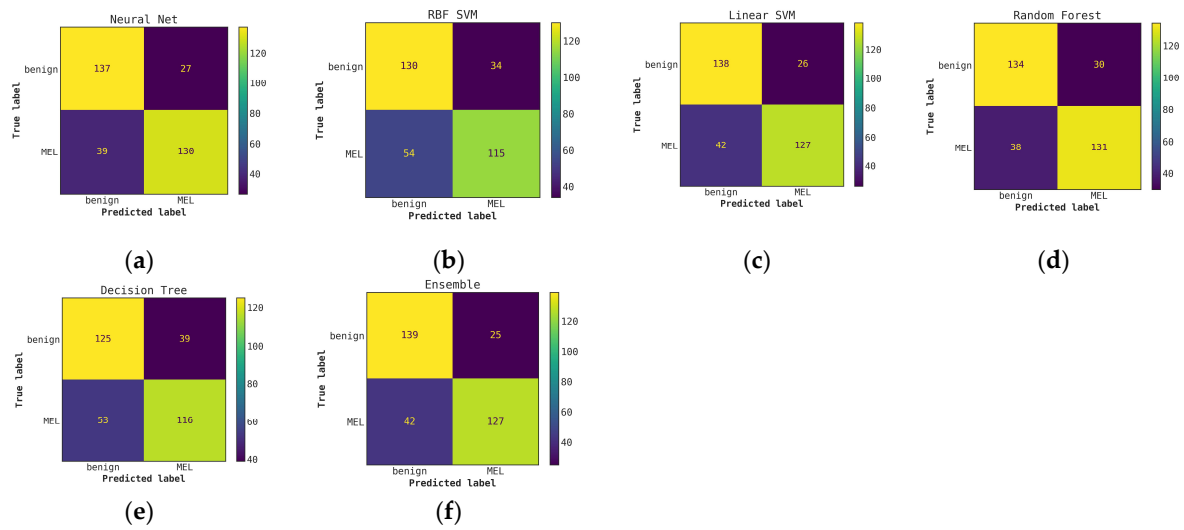 Neural Net
True label
benign
137
27
MEL
39
130
benign
MEL
Predicted label
120
100
80
60
40
(a)
RBF SVM
True label
benign
130
34
MEL
54
115
benign
MEL
Predicted label
120
100
80
60
40
(b)
Linear SVM
True label
benign
138
26
MEL
42
127
benign
MEL
Predicted label
120
100
80
60
40
(c)
Random Forest
True label
benign
134
30
MEL
38
131
benign
MEL
Predicted label
120
100
80
60
40
(d)
Decision Tree
True label
benign
125
39
MEL
53
116
benign
MEL
Predicted label
120
100
80
60
40
(e)
Ensemble
True label
benign
139
25
MEL
42
127
benign
MEL
Predicted label
120
100
80
60
40
(f)